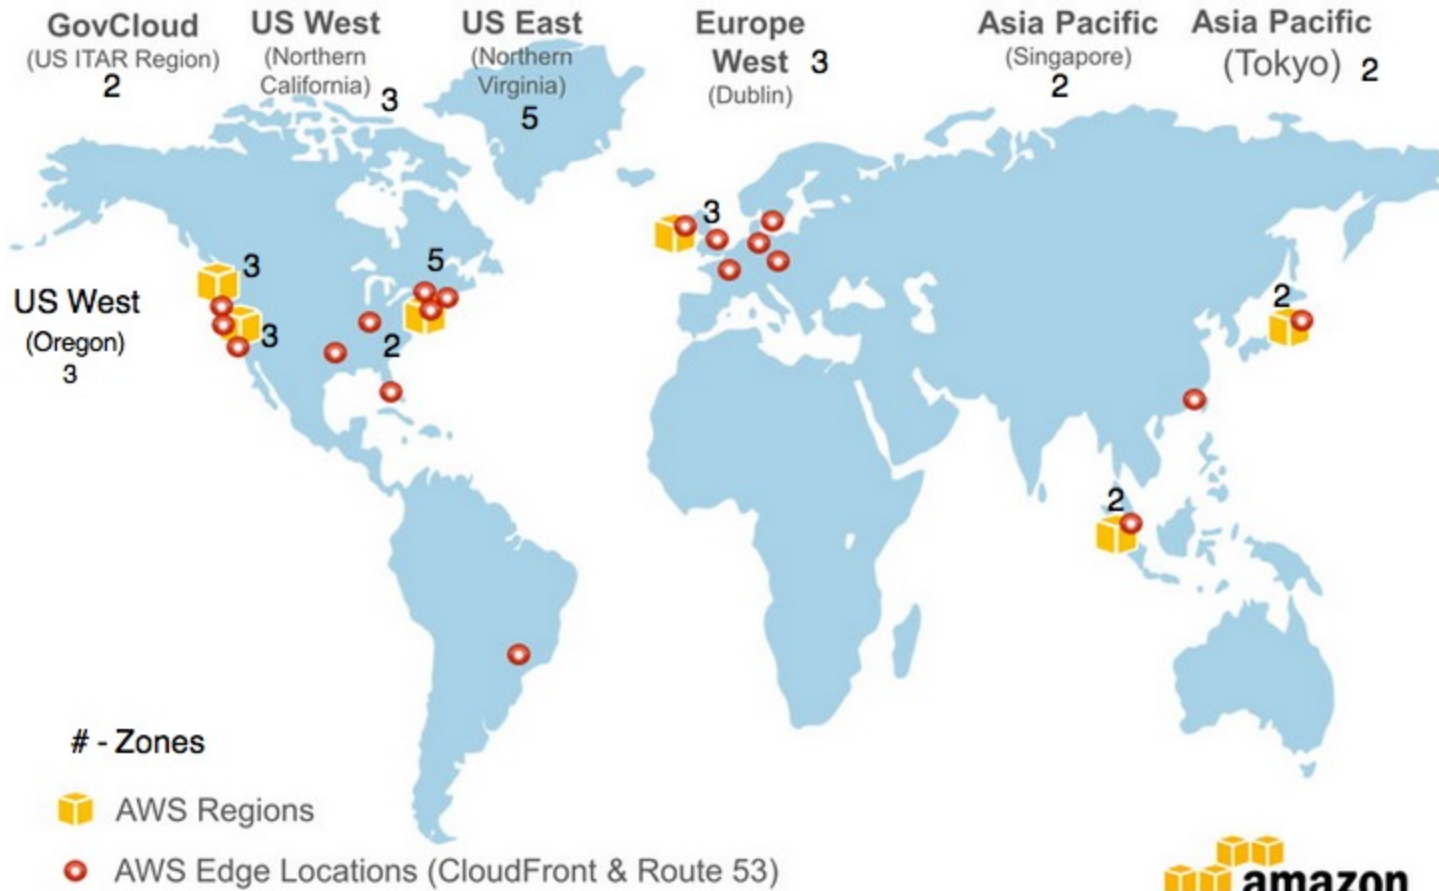 GovCloud
(US ITAR Region)
2
US West
(Northern
California) 3
US East
(Northern
Virginia)
5
Europe
West 3
(Dublin)
Asia Pacific
(Singapore)
2
Asia Pacific
(Tokyo) 2
3
5
3
US West
(Oregon)
3
3
2
2
2
# - Zones
AWS Regions
AWS Edge Locations (CloudFront & Route 53)
amazon